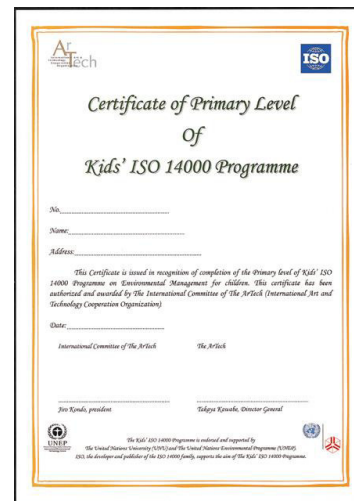 ArTech
ISO
Certificate of Primary Level
Of
Kids' ISO 14000 Programme
No.
Name:
Address:
This Certificate is issued in recognition of completion of the Primary level of Kids' ISO
14000 Programme on Environmental Management for children. This certificate has been
authorized and awarded by The International Committee of The ArTech (International Art and
Technology Cooperation Organization).
Date:
International Committee of The ArTech The ArTech
Jiro Kondo, president Takaya Kawabe, Director General
UNEP
The Kids' ISO 14000 Programme is endorsed and supported by
The United Nations University (UNU) and The United Nations Environmental Programme (UNEP).
ISO, the developer and publisher of the ISO 14000 family, supports the aim of The Kids' ISO 14000 Programme.